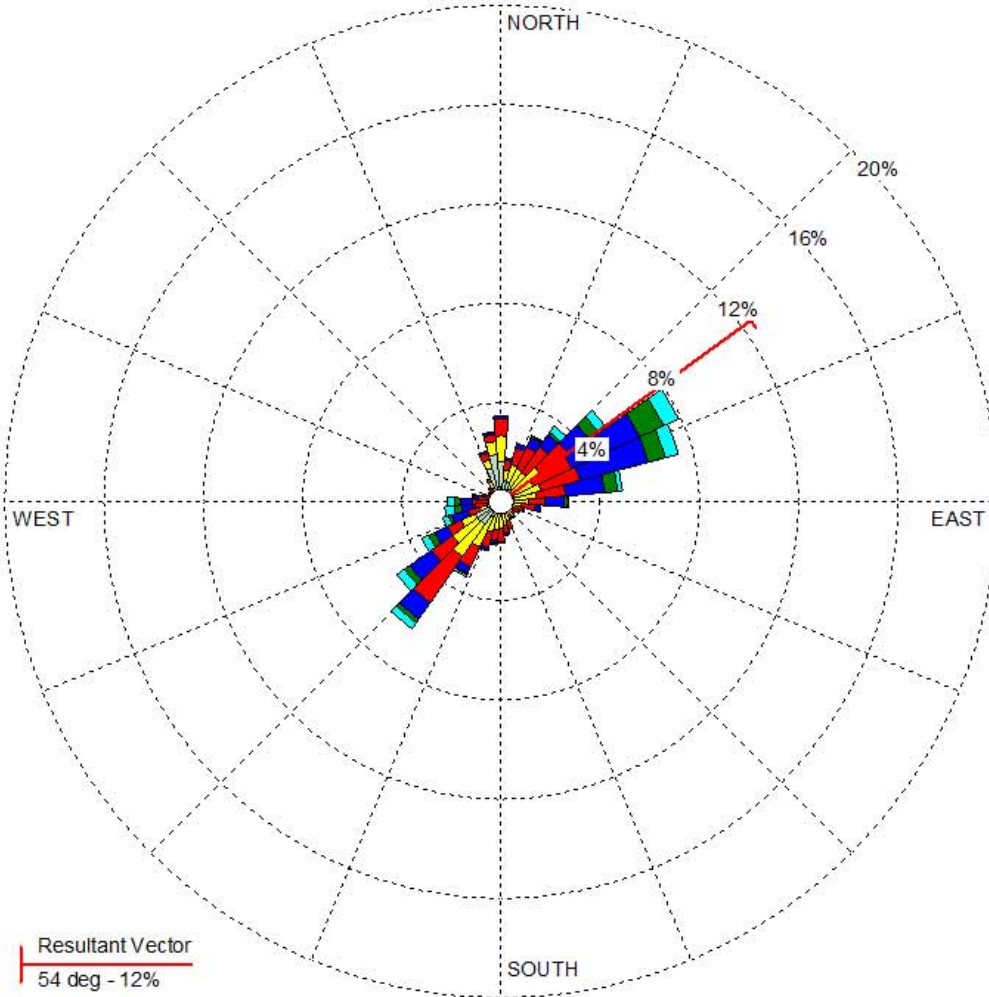 NORTH
20%
16%
12%
8%
4%
WEST
EAST
Resultant Vector
54 deg - 12%
SOUTH